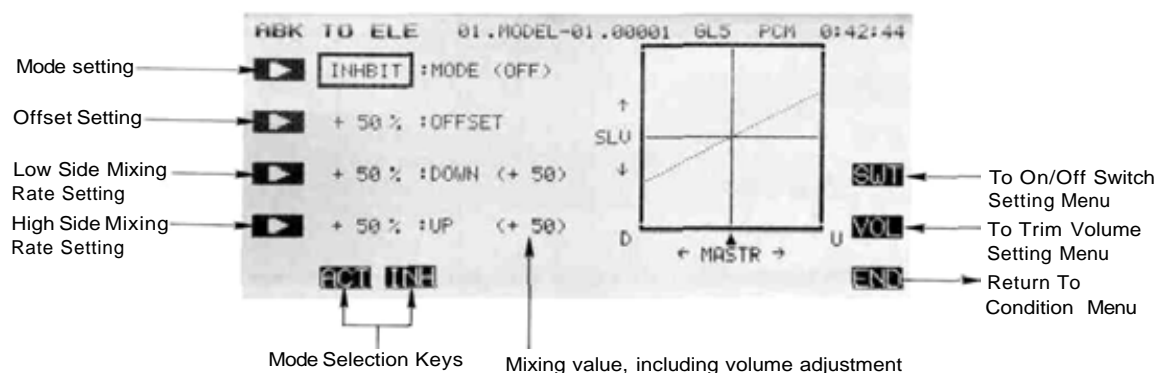 ABK TO ELE 01.MODEL-01.00001 GL5 PCM 0:42:44
Mode setting
INHBIT :MODE (OFF)
Offset Setting
+ 50 % :OFFSET
Low Side Mixing
Rate Setting
+ 50 % :DOWN (+ 50)
High Side Mixing
Rate Setting
+ 50 % :UP (+ 50)
ACT INH
Mode Selection Keys
Mixing value, including volume adjustment
↑
SLV
↓
D
← MASTR →
U
SWT
To On/Off Switch
Setting Menu
VOL
To Trim Volume
Setting Menu
END
Return To
Condition Menu